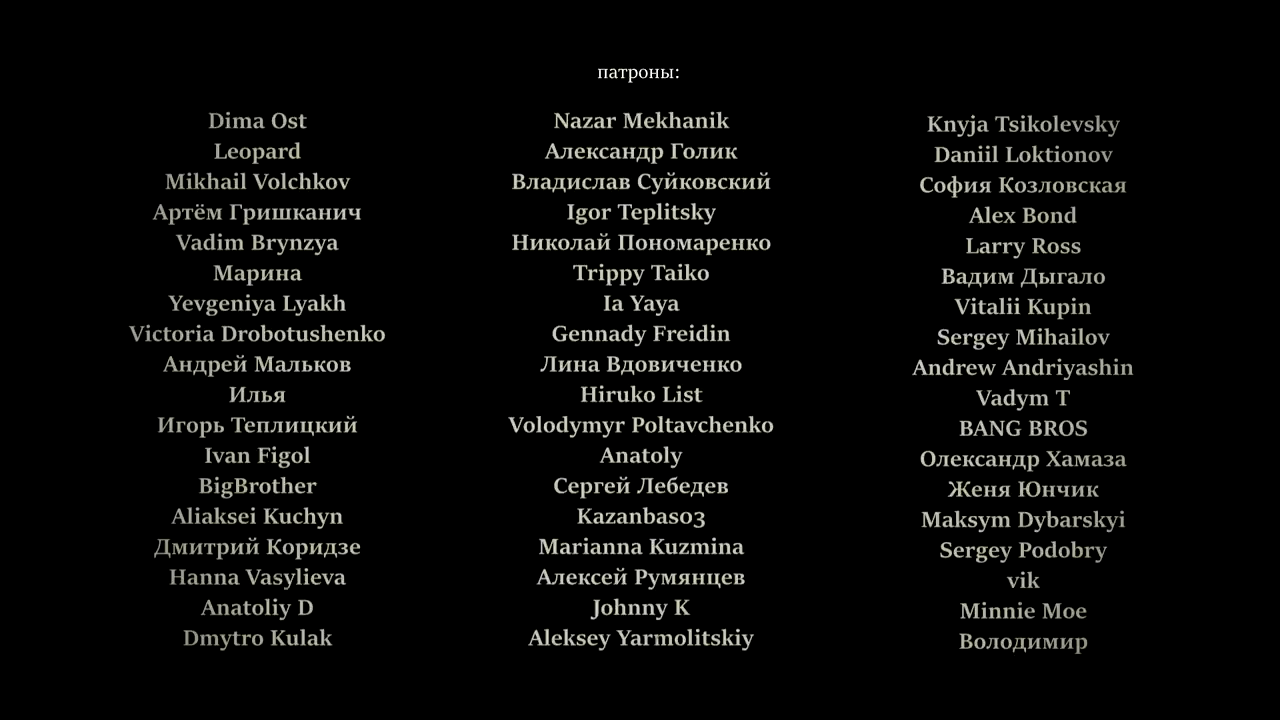 патроны:
Dima Ost
Leopard
Mikhail Volchkov
Артём Гришканич
Vadim Brynzya
Марина
Yevgeniya Lyakh
Victoria Drobotushenko
Андрей Мальков
Илья
Игорь Теплицкий
Ivan Figol
BigBrother
Aliaksei Kuchyn
Дмитрий Коридзе
Hanna Vasylieva
Anatoliy D
Dmytro Kulak
Nazar Mekhanik
Александр Голик
Владислав Суйковский
Igor Teplitsky
Николай Пономаренко
Trippy Taiko
Ia Yaya
Gennady Freidin
Лина Вдовиченко
Hiruko List
Volodymyr Poltavchenko
Anatoly
Сергей Лебедев
Kazanbas03
Marianna Kuzmina
Алексей Румянцев
Johnny K
Aleksey Yarmolitskiy
Knyja Tsikolevsky
Daniil Loktionov
София Козловская
Alex Bond
Larry Ross
Вадим Дыгало
Vitalii Kupin
Sergey Mihailov
Andrew Andriyashin
Vadym T
BANG BROS
Олександр Хамаза
Женя Юнчик
Maksym Dybarskyi
Sergey Podobry
vik
Minnie Moe
Володимир